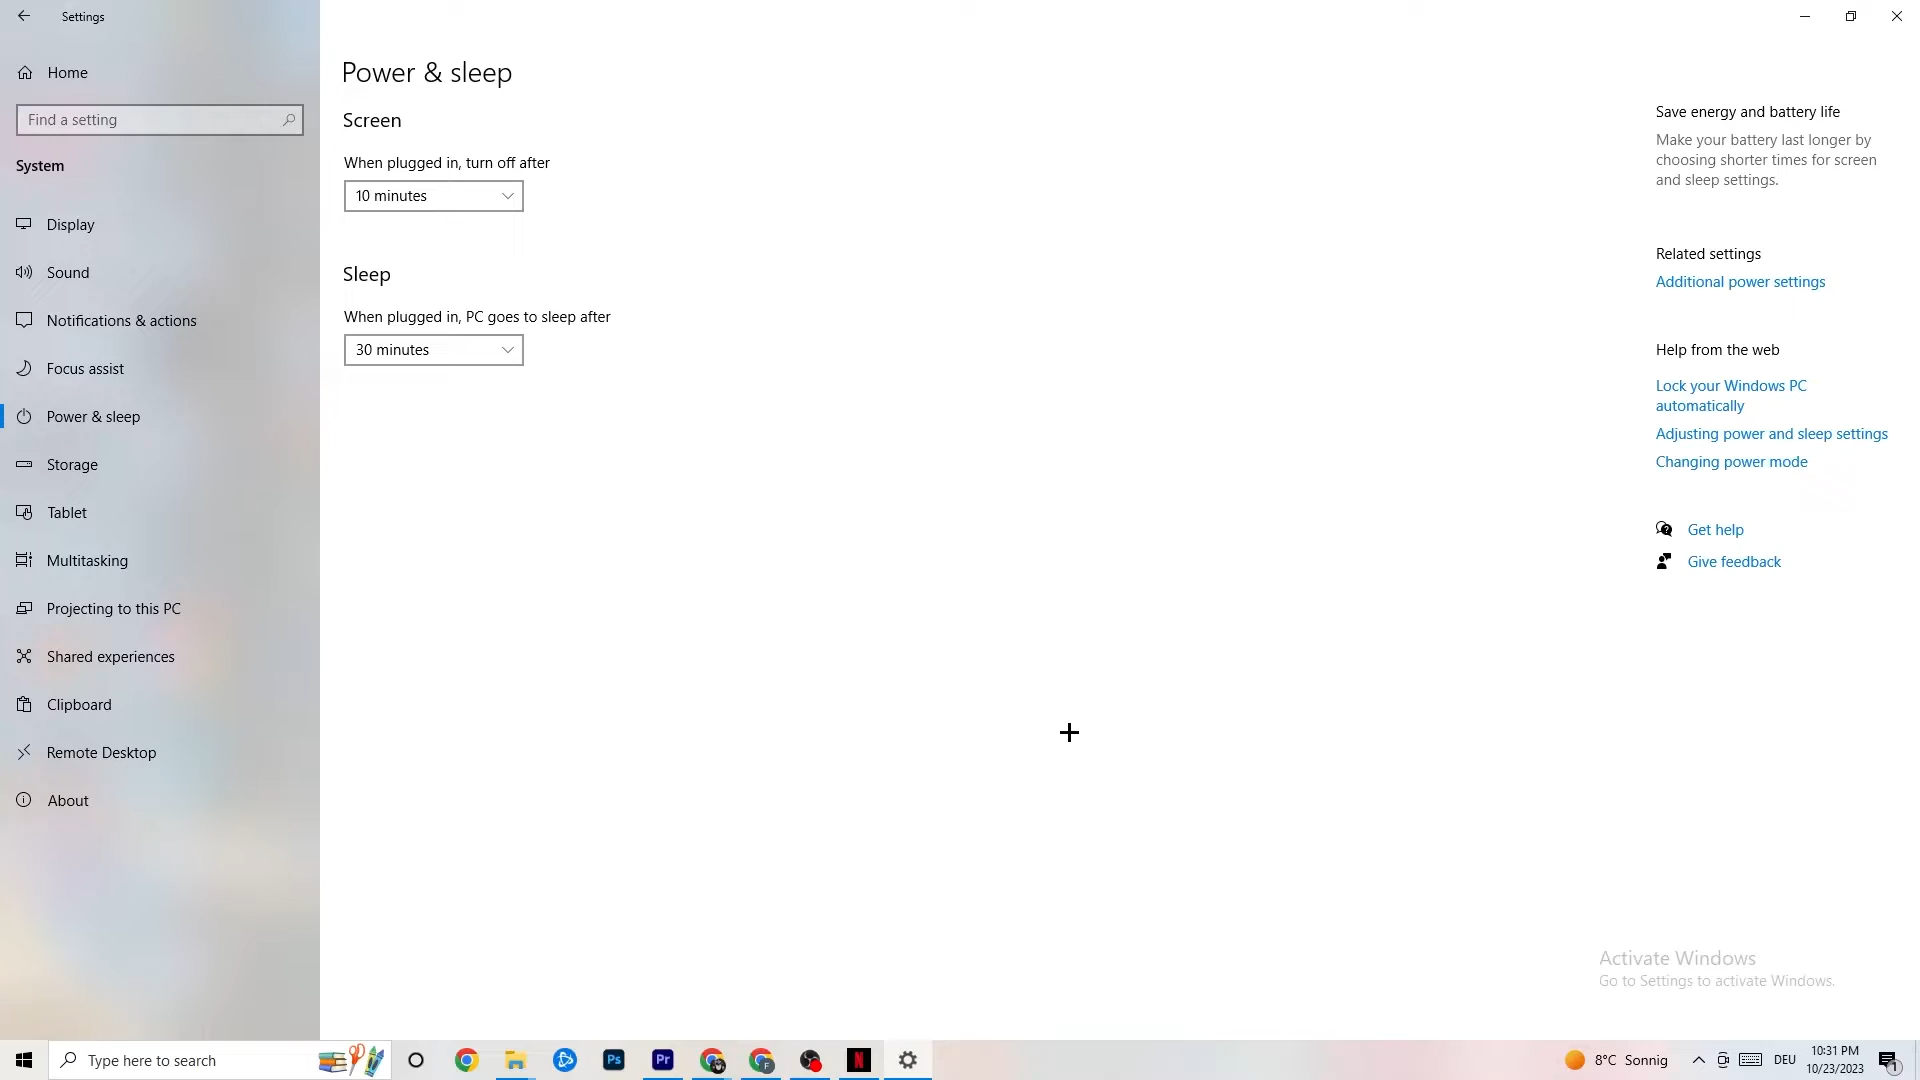 Settings
Home
Find a setting
System
Display
Sound
Notifications & actions
Focus assist
Power & sleep
Storage
Tablet
Multitasking
Projecting to this PC
Shared experiences
Clipboard
Remote Desktop
About
Power & sleep
Screen
When plugged in, turn off after
10 minutes
Sleep
When plugged in, PC goes to sleep after
30 minutes
Save energy and battery life
Make your battery last longer by
choosing shorter times for screen
and sleep settings.
Related settings
Additional power settings
Help from the web
Lock your Windows PC
automatically
Adjusting power and sleep settings
Changing power mode
Get help
Give feedback
Activate Windows
Go to Settings to activate Windows.
Type here to search
Ps
Pr
F
N
8°C Sonnig
DEU
10:31 PM
10/23/2023
1